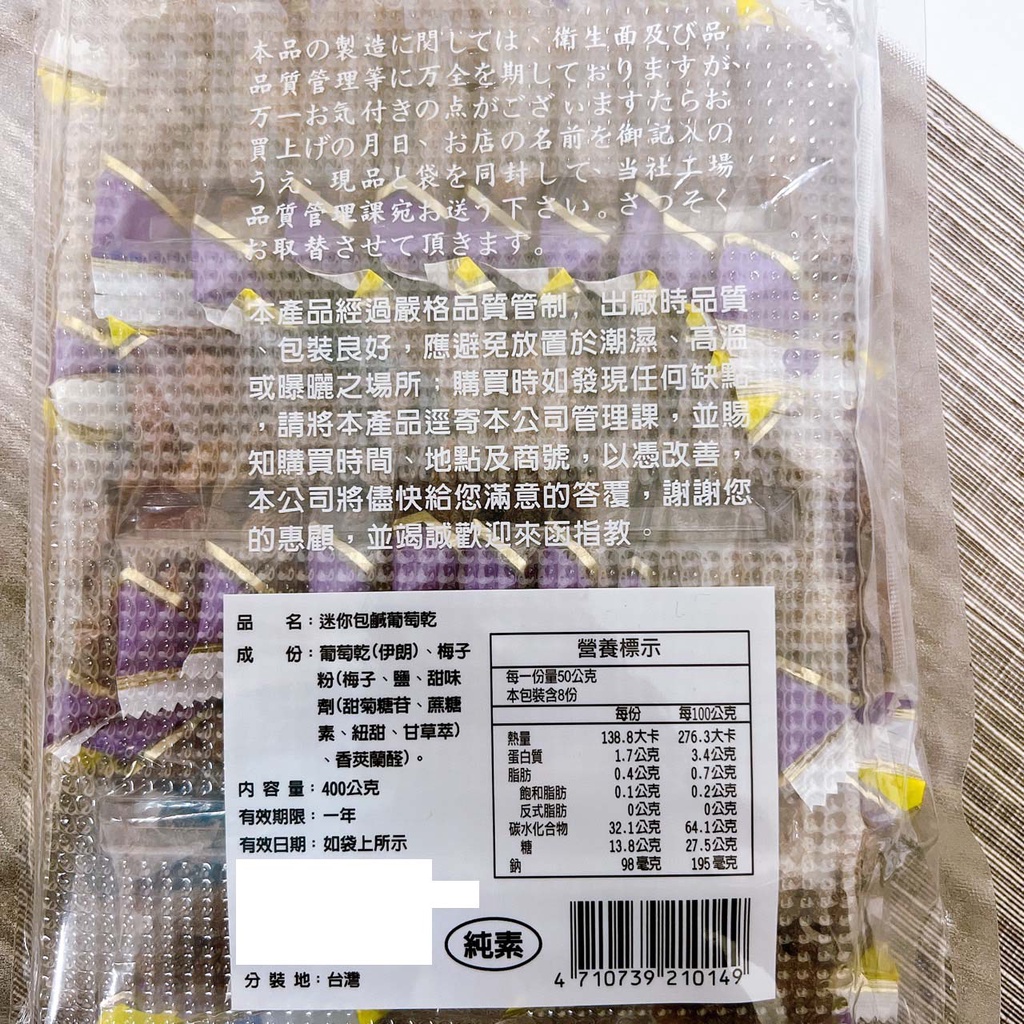 本品の製造に関しては、衛生面及び品
品質管理等に万全を期しておりますが、
万一お気付きの点がございますたらお
買上げの月日、お店の名前を御記入の
うえ、現品と袋を同封して、当社工場
品質管理課宛お送う下さい。さつそく
お取替させて頂きます。
本產品經過嚴格品質管制，出廠時品質
、包裝良好，應避免放置於潮濕、高溫
或曝曬之場所；購買時如發現任何缺點
，請將本產品逕寄本公司管理課，並賜
知購買時間、地點及商號，以憑改善，
本公司將儘快給您滿意的答覆，謝謝您
的惠顧，並竭誠歡迎來函指教。
品 名：迷你包鹹葡萄乾
成 份：葡萄乾(伊朗)、梅子
粉(梅子、鹽、甜味
劑(甜菊糖苷、蔗糖
素、紐甜、甘草萃)
、香莢蘭醛)。
內容量：400公克
有效期限：一年
有效日期：如袋上所示
分裝地：台灣
營養標示
每一份量50公克
本包裝含8份
每份 每100公克
熱量 138.8大卡 276.3大卡
蛋白質 1.7公克 3.4公克
脂肪 0.4公克 0.7公克
飽和脂肪 0.1公克 0.2公克
反式脂肪 0公克 0公克
碳水化合物 32.1公克 64.1公克
糖 13.8公克 27.5公克
鈉 98毫克 195毫克
純素
4 710739 210149